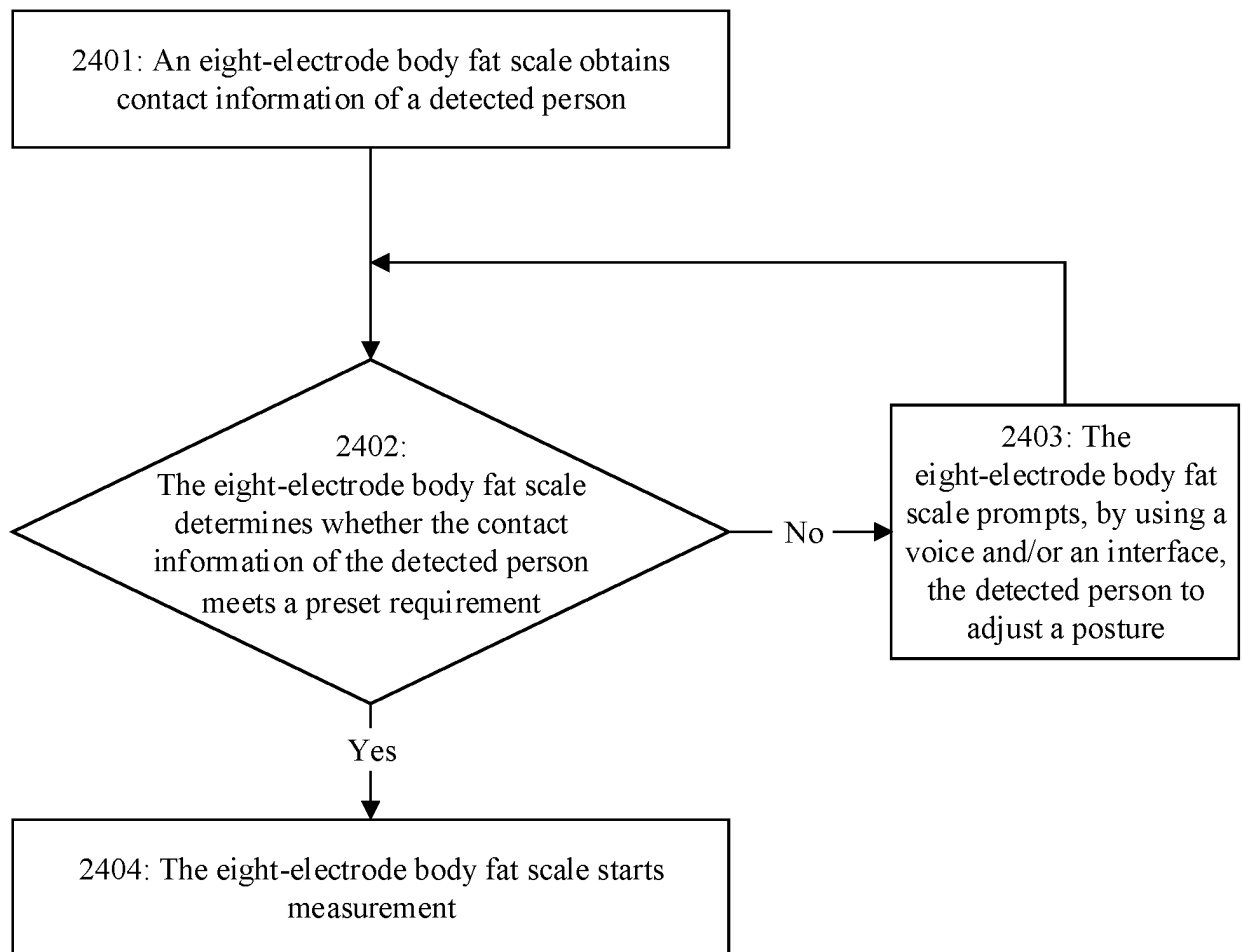 2401: An eight-electrode body fat scale obtains
contact information of a detected person
2402:
The eight-electrode body fat scale
determines whether the contact
information of the detected person
meets a preset requirement
No
2403: The
eight-electrode body fat
scale prompts, by using a
voice and/or an interface,
the detected person to
adjust a posture
Yes
2404: The eight-electrode body fat scale starts
measurement